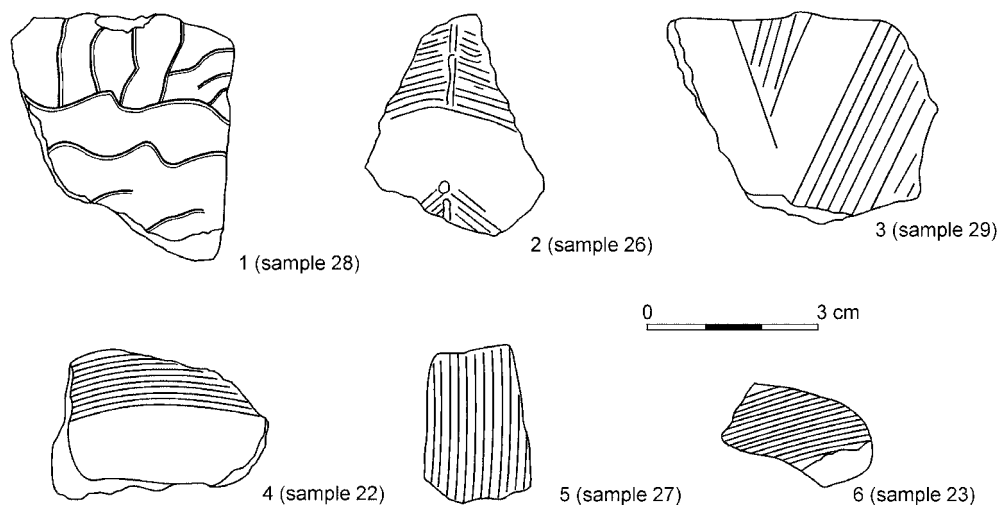 1 (sample 28)
2 (sample 26)
3 (sample 29)
0 3 cm
4 (sample 22)
5 (sample 27)
6 (sample 23)